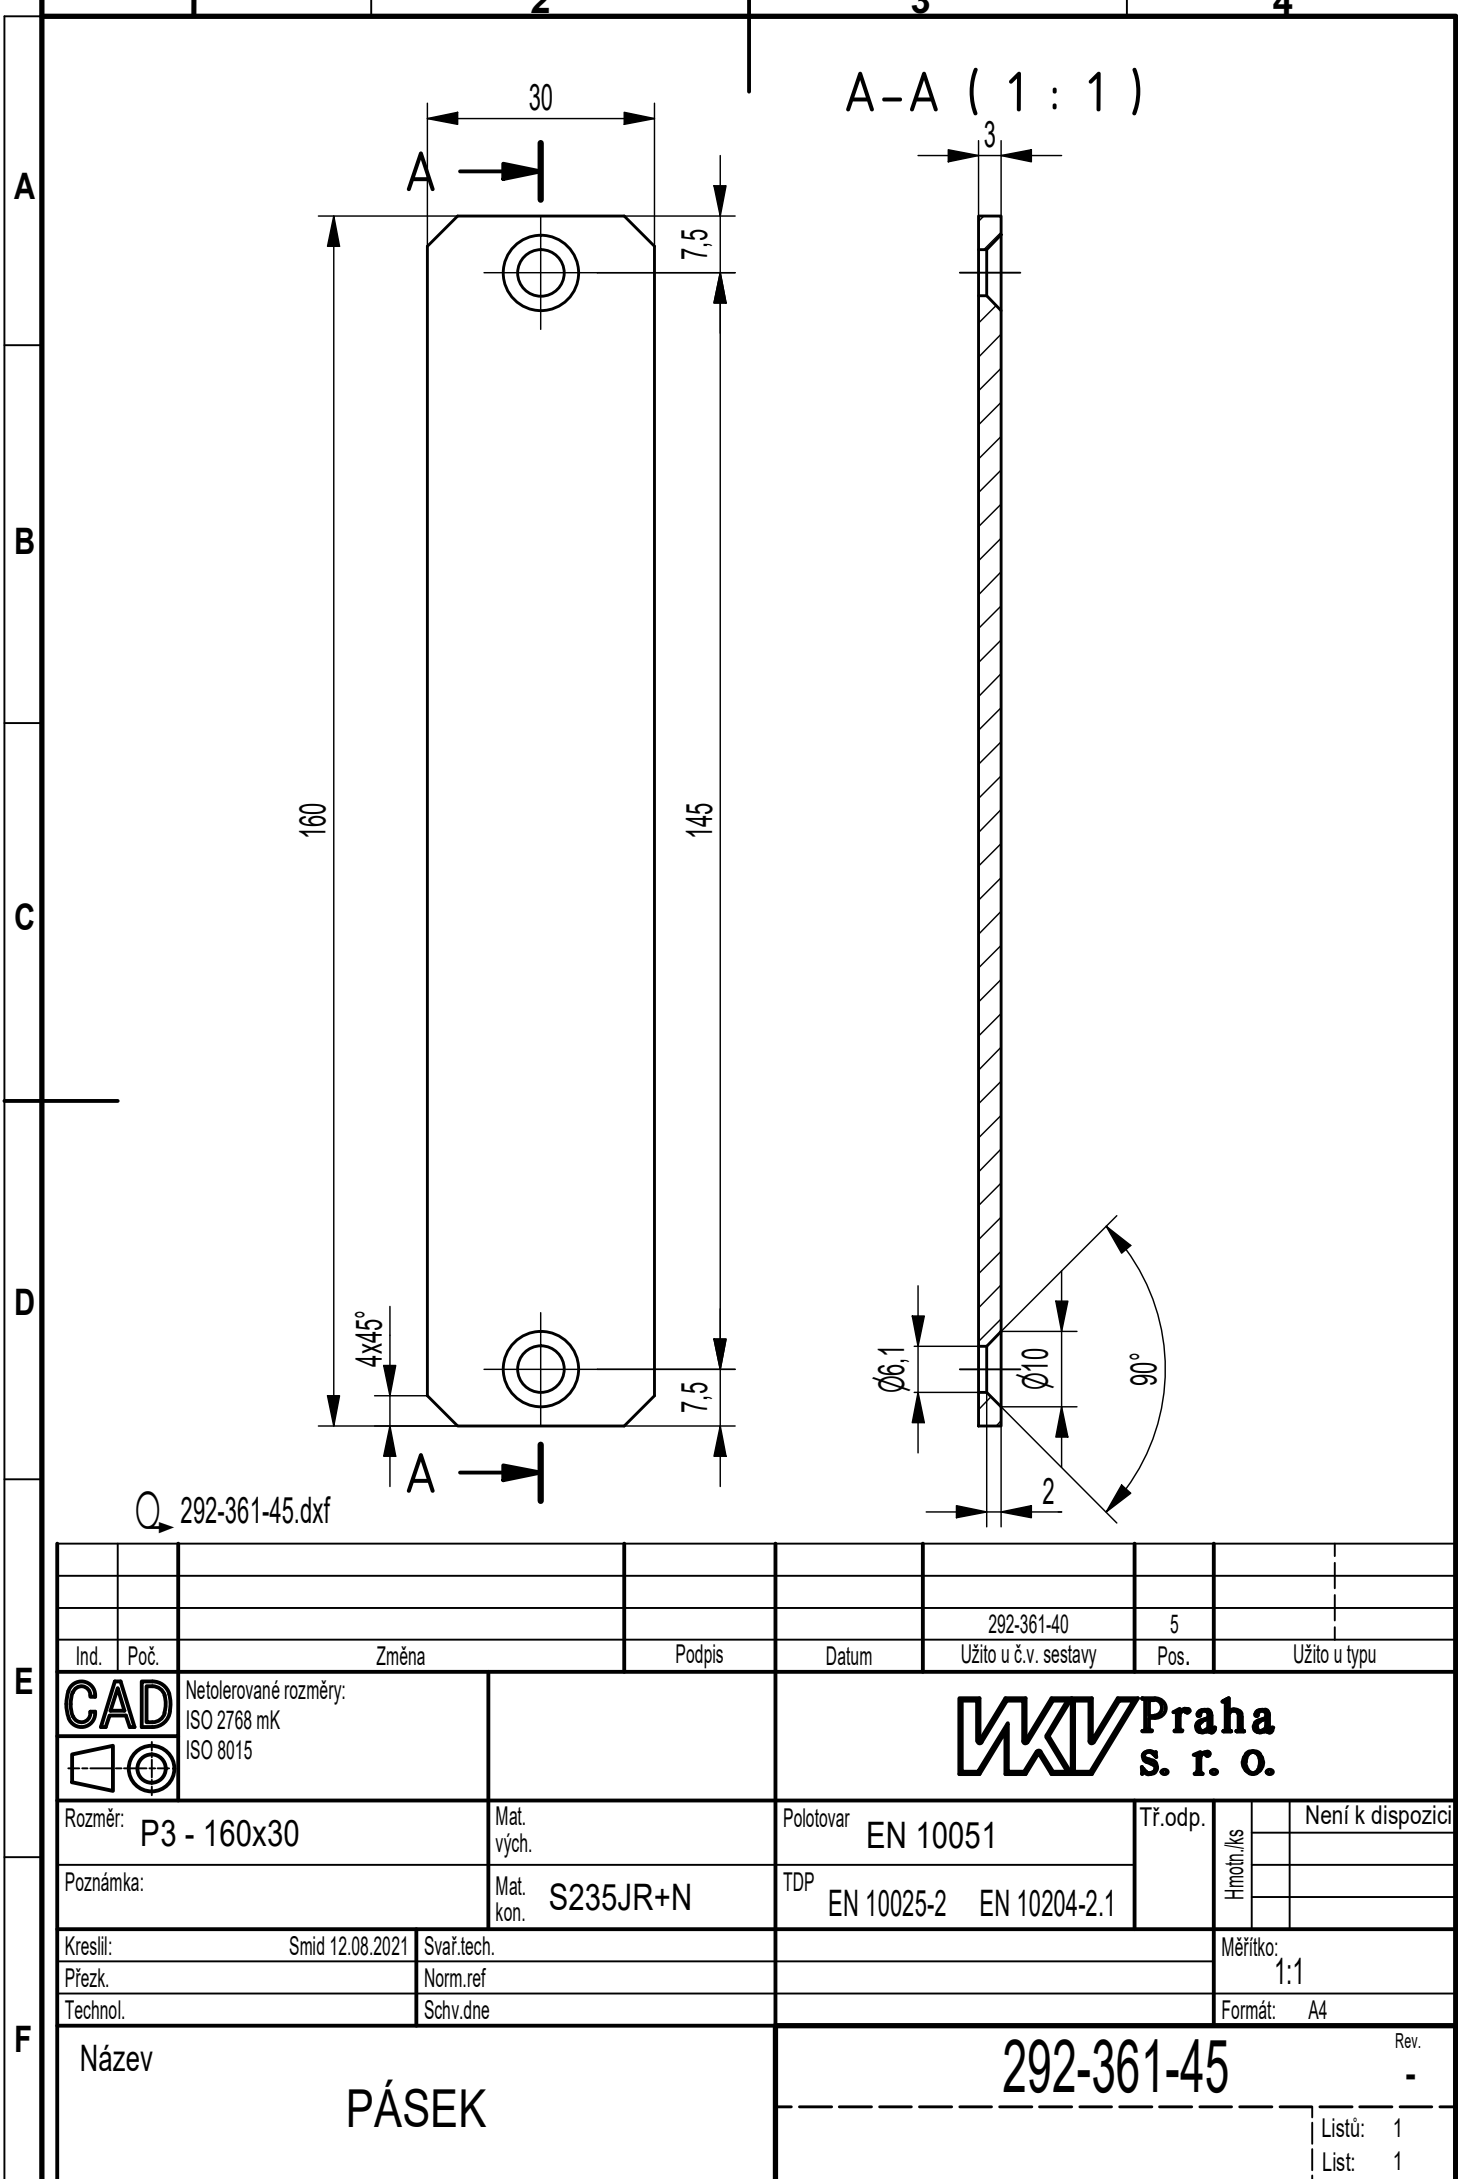 2
3
4
A
B
C
D
E
F
A-A ( 1 : 1 )
30
3
A
7,5
160
145
4x45°
7,5
Ø6,1
Ø10
90°
2
A
292-361-45.dxf
292-361-40 5
Ind. Poč. Změna Podpis Datum Užito u č.v. sestavy Pos. Užito u typu
CAD
Netolerované rozměry:
ISO 2768 mK
ISO 8015
VKV Praha
s. r. o.
Rozměr: P3 - 160x30
Mat.
vých.
Polotovar EN 10051
Tř.odp.
Hmotn./ks
Není k dispozici
Poznámka:
Mat.
kon. S235JR+N
TDP EN 10025-2 EN 10204-2.1
Kreslil: Smid 12.08.2021 Svař.tech.
Měřítko:
1:1
Přezk. Norm.ref
Technol. Schv.dne
Formát: A4
Název
PÁSEK
292-361-45
Rev.
-
Listů: 1
List: 1